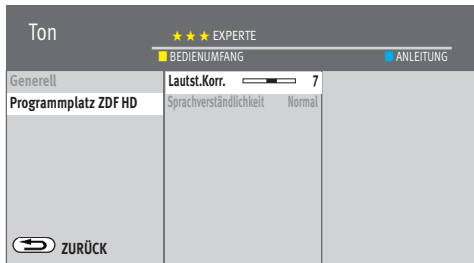 Ton
★ ★ ★ EXPERTE
BEDIENUMFANG
ANLEITUNG
Generell
Lautst.Korr. 7
Programmplatz ZDF HD
Sprachverständlichkeit Normal
ZURÜCK